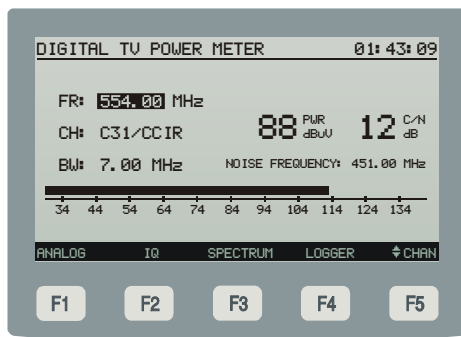 DIGITAL TV POWER METER 01:43:09
FR: 554.00 MHz
CH: C31/CCIR 88 PWR dBuV 12 C/N dB
BW: 7.00 MHz NOISE FREQUENCY: 451.00 MHz
34 44 54 64 74 84 94 104 114 124 134
ANALOG IQ SPECTRUM LOGGER CHAN
F1 F2 F3 F4 F5